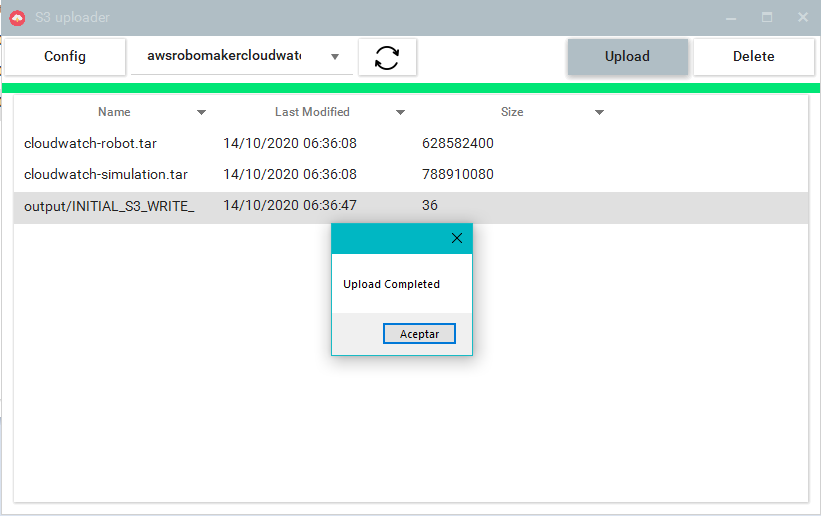 S3 uploader
Config awsrobomakercloudwat Upload Delete
Name Last Modified Size
cloudwatch-robot.tar 14/10/2020 06:36:08 628582400
cloudwatch-simulation.tar 14/10/2020 06:36:08 788910080
output/INITIAL_S3_WRITE_ 14/10/2020 06:36:47 36
Upload Completed
Aceptar